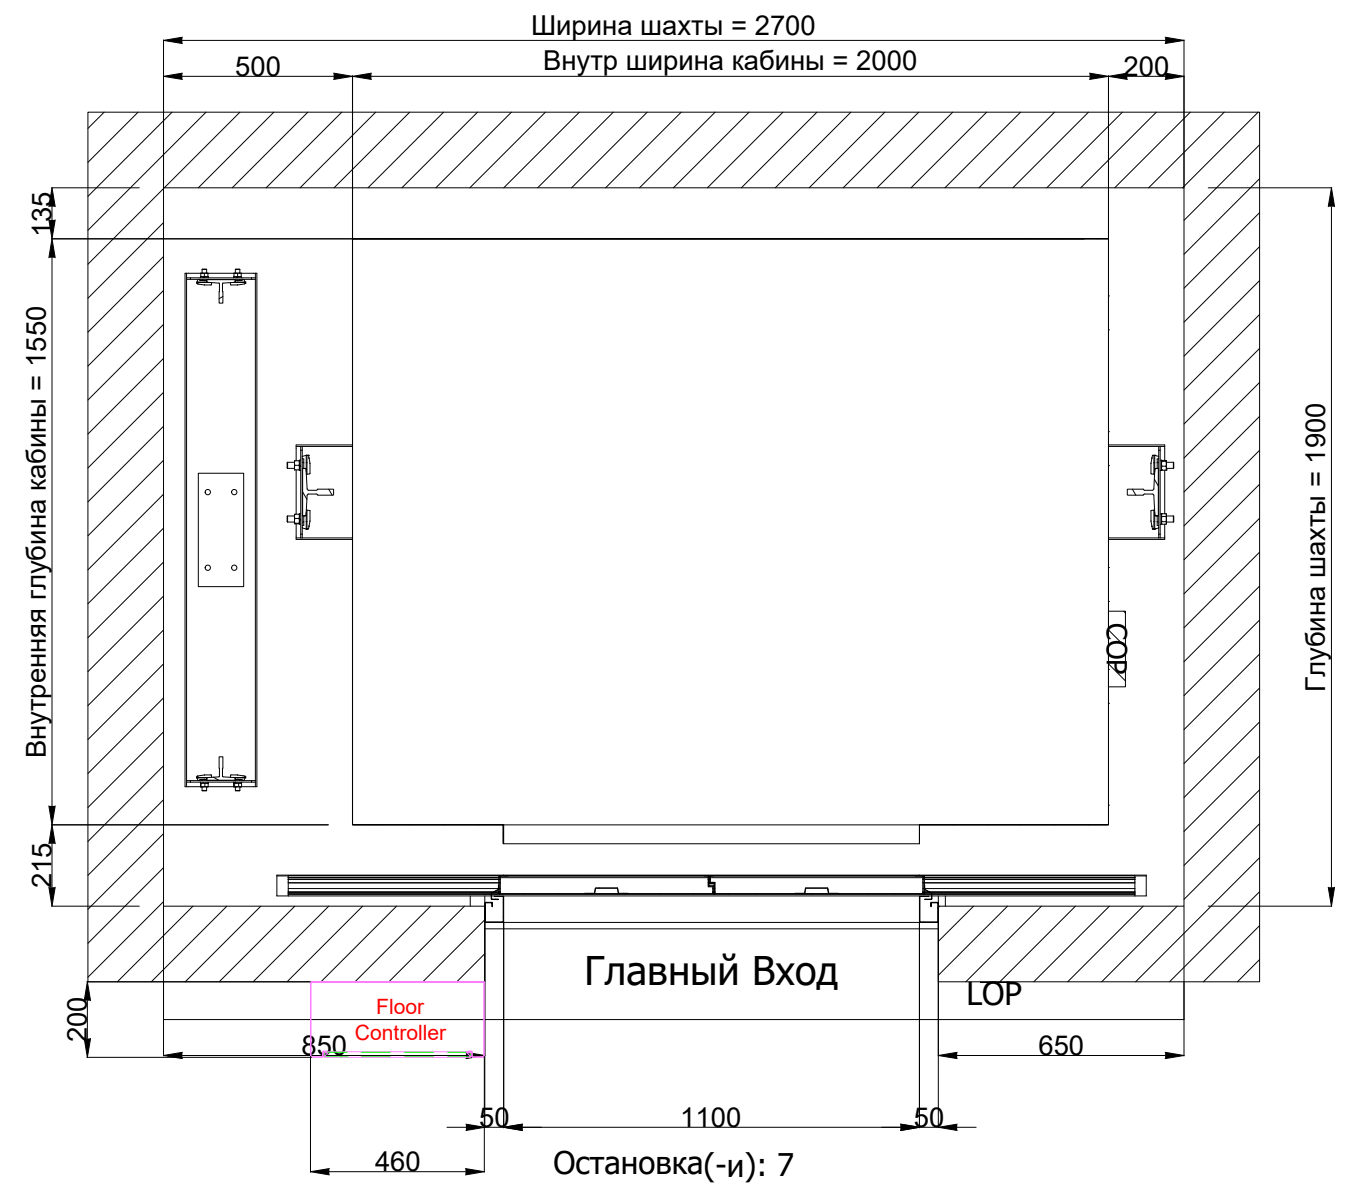 Ширина шахты = 2700
500
Внутр ширина кабины = 2000
200
135
Внутренняя глубина кабины = 1550
Глубина шахты = 1900
COP
215
Главный Вход
LOP
200
Floor
Controller
850
650
50
1100
50
460
Остановка(-и): 7